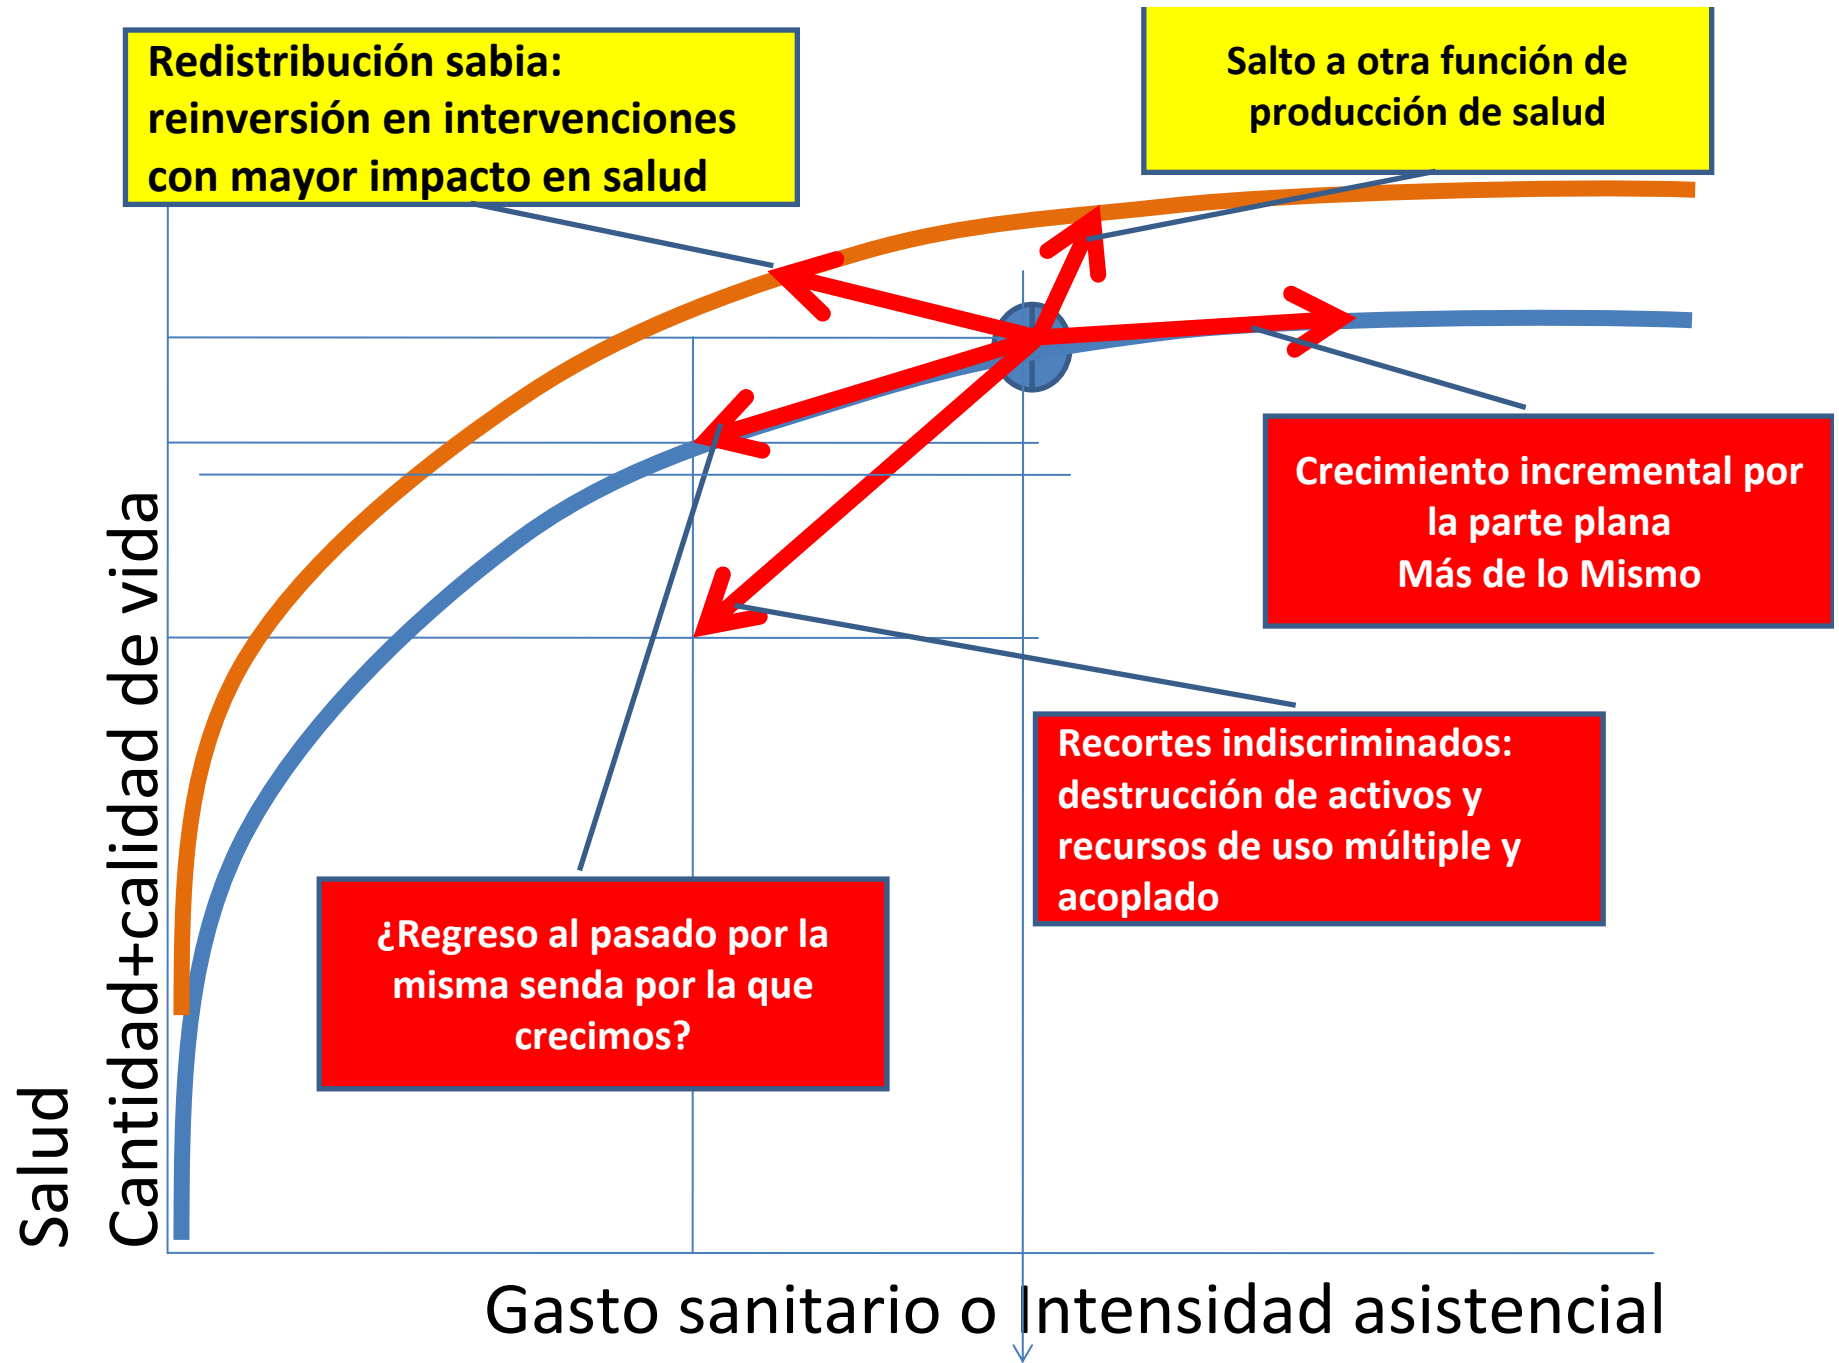 Redistribución sabia:
reinversión en intervenciones
con mayor impacto en salud
Salto a otra función de
producción de salud
Crecimiento incremental por
la parte plana
Más de lo Mismo
Recortes indiscriminados:
destrucción de activos y
recursos de uso múltiple y
acoplado
¿Regreso al pasado por la
misma senda por la que
crecimos?
Salud
Cantidad+calidad de vida
Gasto sanitario o Intensidad asistencial